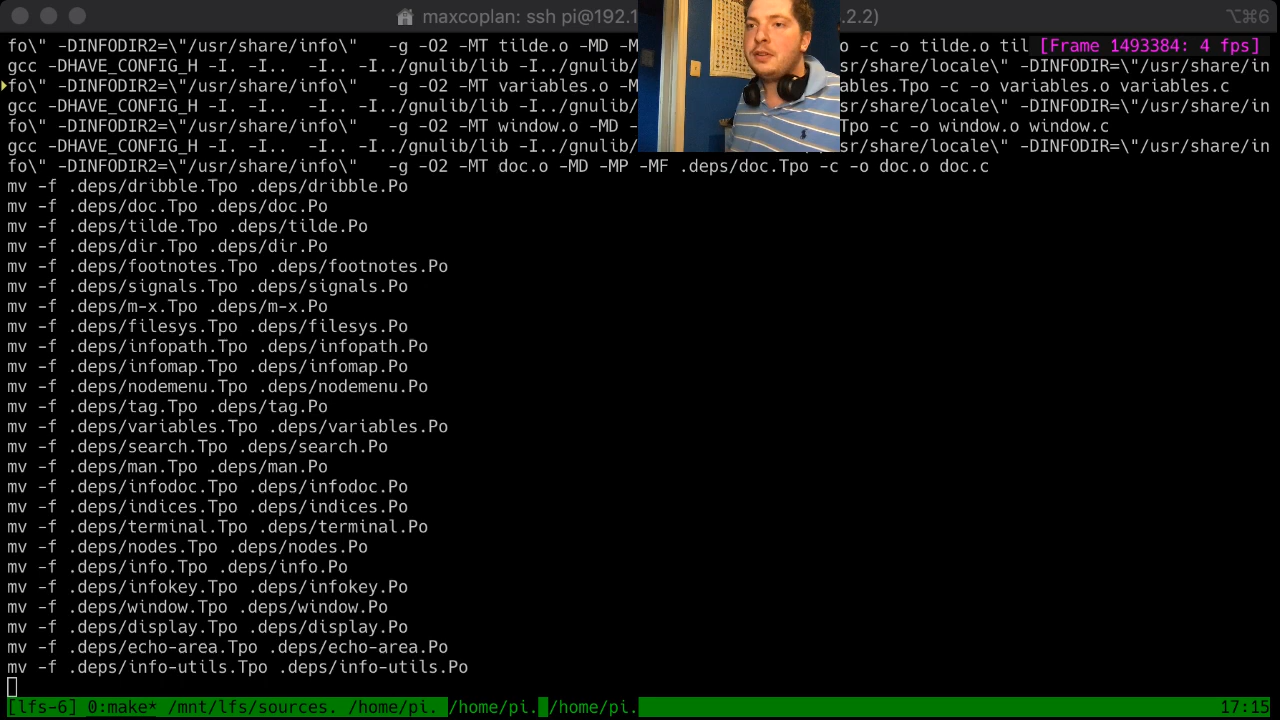 maxcoplan: ssh pi@192.1 .2.2) ⌥⌘6
fo\" -DINFODIR2=\"/usr/share/info\"   -g -O2 -MT tilde.o -MD -M o -c -o tilde.o til [Frame 1493384: 4 fps]
gcc -DHAVE_CONFIG_H -I. -I..  -I.. -I../gnulib/lib -I../gnulib/ sr/share/locale\" -DINFODIR=\"/usr/share/in
fo\" -DINFODIR2=\"/usr/share/info\"   -g -O2 -MT variables.o -M ables.Tpo -c -o variables.o variables.c
gcc -DHAVE_CONFIG_H -I. -I..  -I.. -I../gnulib/lib -I../gnulib/ sr/share/locale\" -DINFODIR=\"/usr/share/in
fo\" -DINFODIR2=\"/usr/share/info\"   -g -O2 -MT window.o -MD - Tpo -c -o window.o window.c
gcc -DHAVE_CONFIG_H -I. -I..  -I.. -I../gnulib/lib -I../gnulib/ sr/share/locale\" -DINFODIR=\"/usr/share/in
fo\" -DINFODIR2=\"/usr/share/info\"   -g -O2 -MT doc.o -MD -MP -MF .deps/doc.Tpo -c -o doc.o doc.c
mv -f .deps/dribble.Tpo .deps/dribble.Po
mv -f .deps/doc.Tpo .deps/doc.Po
mv -f .deps/tilde.Tpo .deps/tilde.Po
mv -f .deps/dir.Tpo .deps/dir.Po
mv -f .deps/footnotes.Tpo .deps/footnotes.Po
mv -f .deps/signals.Tpo .deps/signals.Po
mv -f .deps/m-x.Tpo .deps/m-x.Po
mv -f .deps/filesys.Tpo .deps/filesys.Po
mv -f .deps/infopath.Tpo .deps/infopath.Po
mv -f .deps/infomap.Tpo .deps/infomap.Po
mv -f .deps/nodemenu.Tpo .deps/nodemenu.Po
mv -f .deps/tag.Tpo .deps/tag.Po
mv -f .deps/variables.Tpo .deps/variables.Po
mv -f .deps/search.Tpo .deps/search.Po
mv -f .deps/man.Tpo .deps/man.Po
mv -f .deps/infodoc.Tpo .deps/infodoc.Po
mv -f .deps/indices.Tpo .deps/indices.Po
mv -f .deps/terminal.Tpo .deps/terminal.Po
mv -f .deps/nodes.Tpo .deps/nodes.Po
mv -f .deps/info.Tpo .deps/info.Po
mv -f .deps/infokey.Tpo .deps/infokey.Po
mv -f .deps/window.Tpo .deps/window.Po
mv -f .deps/display.Tpo .deps/display.Po
mv -f .deps/echo-area.Tpo .deps/echo-area.Po
mv -f .deps/info-utils.Tpo .deps/info-utils.Po
[lfs-6] 0:make* /mnt/lfs/sources. /home/pi. /home/pi. /home/pi. 17:15